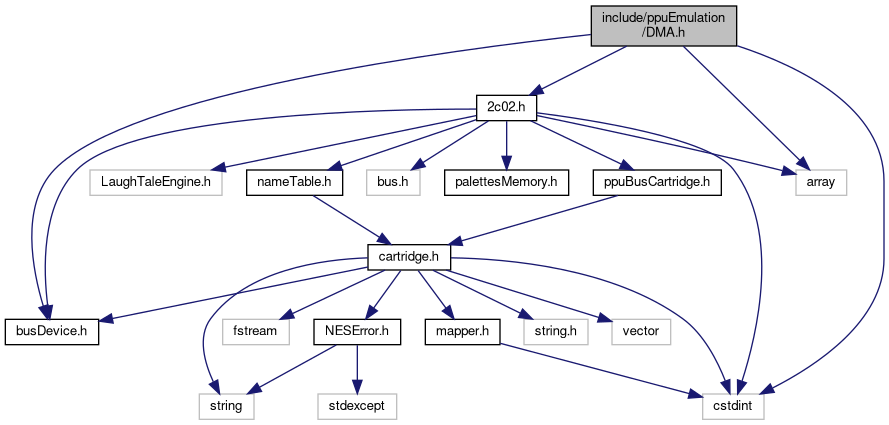 include/ppuEmulation
/DMA.h
2c02.h
LaughTaleEngine.h
nameTable.h
bus.h
palettesMemory.h
ppuBusCartridge.h
array
cartridge.h
busDevice.h
fstream
NESError.h
mapper.h
string.h
vector
string
stdexcept
cstdint